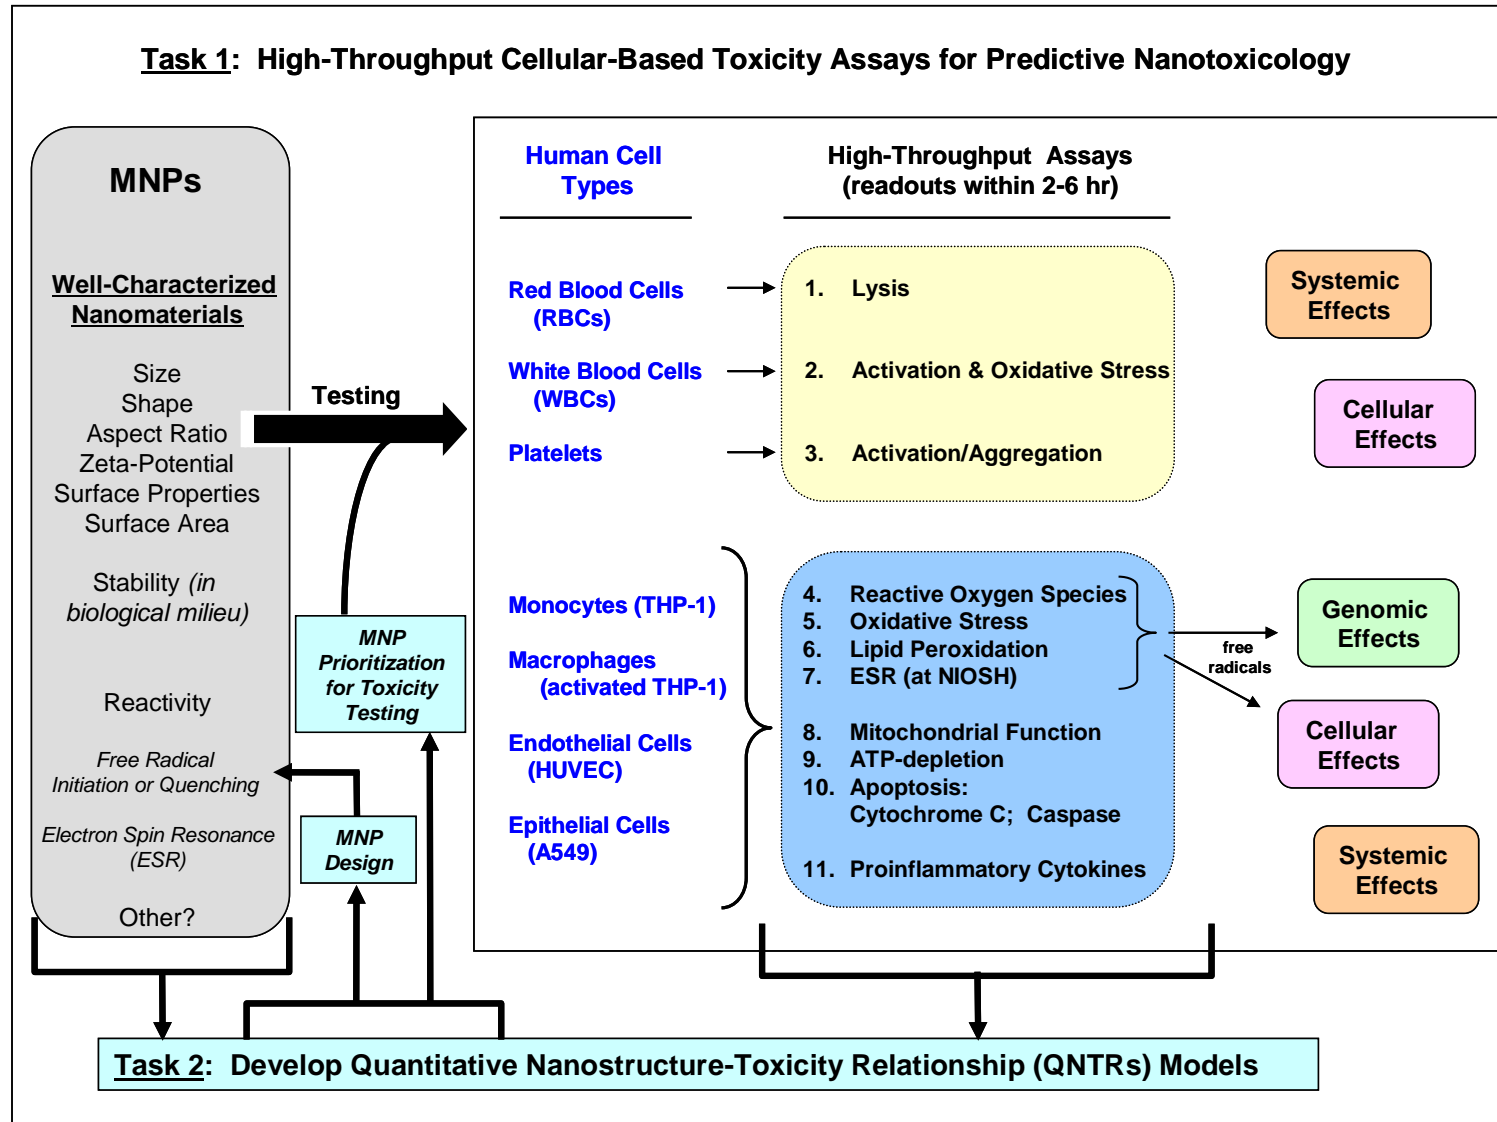 Task 1:  High-Throughput Cellular-Based Toxicity Assays for Predictive Nanotoxicology
MNPs
Well-Characterized
Nanomaterials
Size
Shape
Aspect Ratio
Zeta-Potential
Surface Properties
Surface Area
Stability (in
biological milieu)
Reactivity
Free Radical
Initiation or Quenching
Electron Spin Resonance
(ESR)
Other?
Testing
MNP
Prioritization
for Toxicity
Testing
MNP
Design
Human Cell
Types
High-Throughput Assays
(readouts within 2-6 hr)
Red Blood Cells
(RBCs)
1. Lysis
White Blood Cells
(WBCs)
2. Activation & Oxidative Stress
Platelets
3. Activation/Aggregation
Systemic
Effects
Cellular
Effects
Monocytes (THP-1)
Macrophages
(activated THP-1)
Endothelial Cells
(HUVEC)
Epithelial Cells
(A549)
4. Reactive Oxygen Species
5. Oxidative Stress
6. Lipid Peroxidation
7. ESR (at NIOSH)
8. Mitochondrial Function
9. ATP-depletion
10. Apoptosis:
Cytochrome C; Caspase
11. Proinflammatory Cytokines
free
radicals
Genomic
Effects
Cellular
Effects
Systemic
Effects
Task 2: Develop Quantitative Nanostructure-Toxicity Relationship (QNTRs) Models